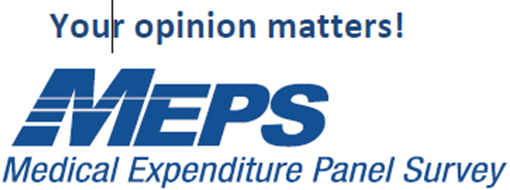 Your opinion matters!
MEPS
Medical Expenditure Panel Survey